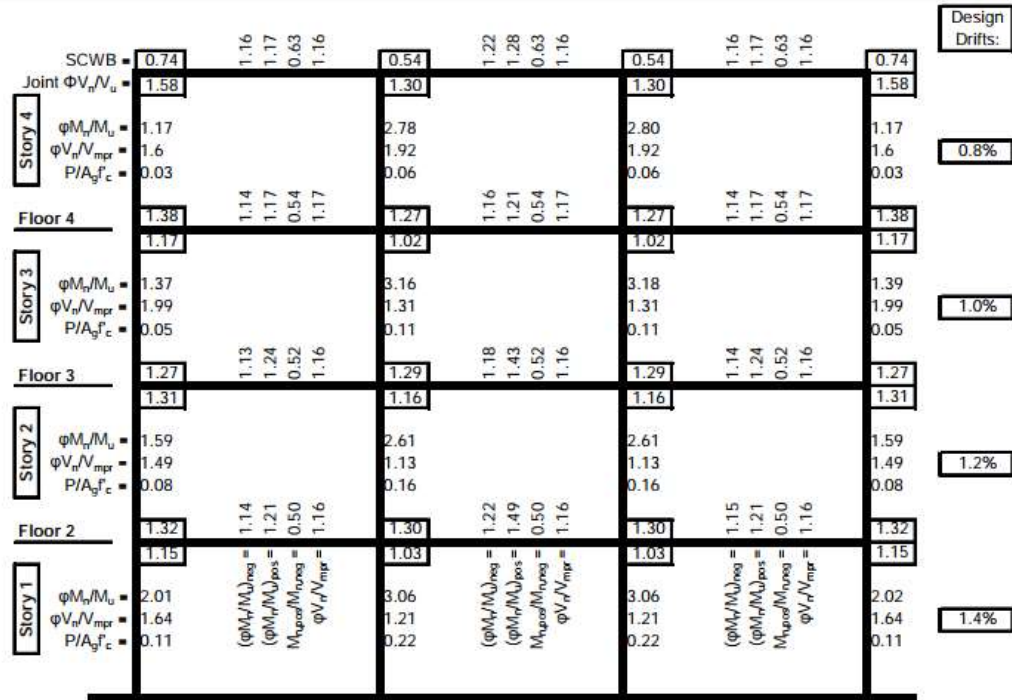 Design
Drifts:
1.16 1.17 0.63 1.16 1.22 1.28 0.63 1.16 1.16 1.17 0.63 1.16
SCWB = 0.74 0.54 0.54 0.74
Joint ΦVn/Vu = 1.58 1.30 1.30 1.58
Story 4
φMn/Mu = 1.17 2.78 2.80 1.17
φVn/Vmpr = 1.6 1.92 1.92 1.6 0.8%
P/Agf'c = 0.03 0.06 0.06 0.03
1.14 1.17 0.54 1.17 1.16 1.21 0.54 1.17 1.14 1.17 0.54 1.17
Floor 4 1.38 1.27 1.27 1.38
1.17 1.02 1.02 1.17
Story 3
φMn/Mu = 1.37 3.16 3.18 1.39
φVn/Vmpr = 1.99 1.31 1.31 1.99 1.0%
P/Agf'c = 0.05 0.11 0.11 0.05
1.13 1.24 0.52 1.16 1.18 1.43 0.52 1.16 1.14 1.24 0.52 1.16
Floor 3 1.27 1.29 1.29 1.27
1.31 1.16 1.16 1.31
Story 2
φMn/Mu = 1.59 2.61 2.61 1.59
φVn/Vmpr = 1.49 1.13 1.13 1.49 1.2%
P/Agf'c = 0.08 0.16 0.16 0.08
Floor 2 1.32 1.30 1.30 1.32
1.15 1.03 1.03 1.15
(φMn/Mu)neg = 1.14
(φMn/Mu)pos = 1.21
Mn,pos/Mn,neg = 0.50
φVn/Vmpr = 1.16
(φMn/Mu)neg = 1.22
(φMn/Mu)pos = 1.49
Mn,pos/Mn,neg = 0.50
φVn/Vmpr = 1.16
(φMn/Mu)neg = 1.15
(φMn/Mu)pos = 1.21
Mn,pos/Mn,neg = 0.50
φVn/Vmpr = 1.16
Story 1
φMn/Mu = 2.01 3.06 3.06 2.02
φVn/Vmpr = 1.64 1.21 1.21 1.64 1.4%
P/Agf'c = 0.11 0.22 0.22 0.11